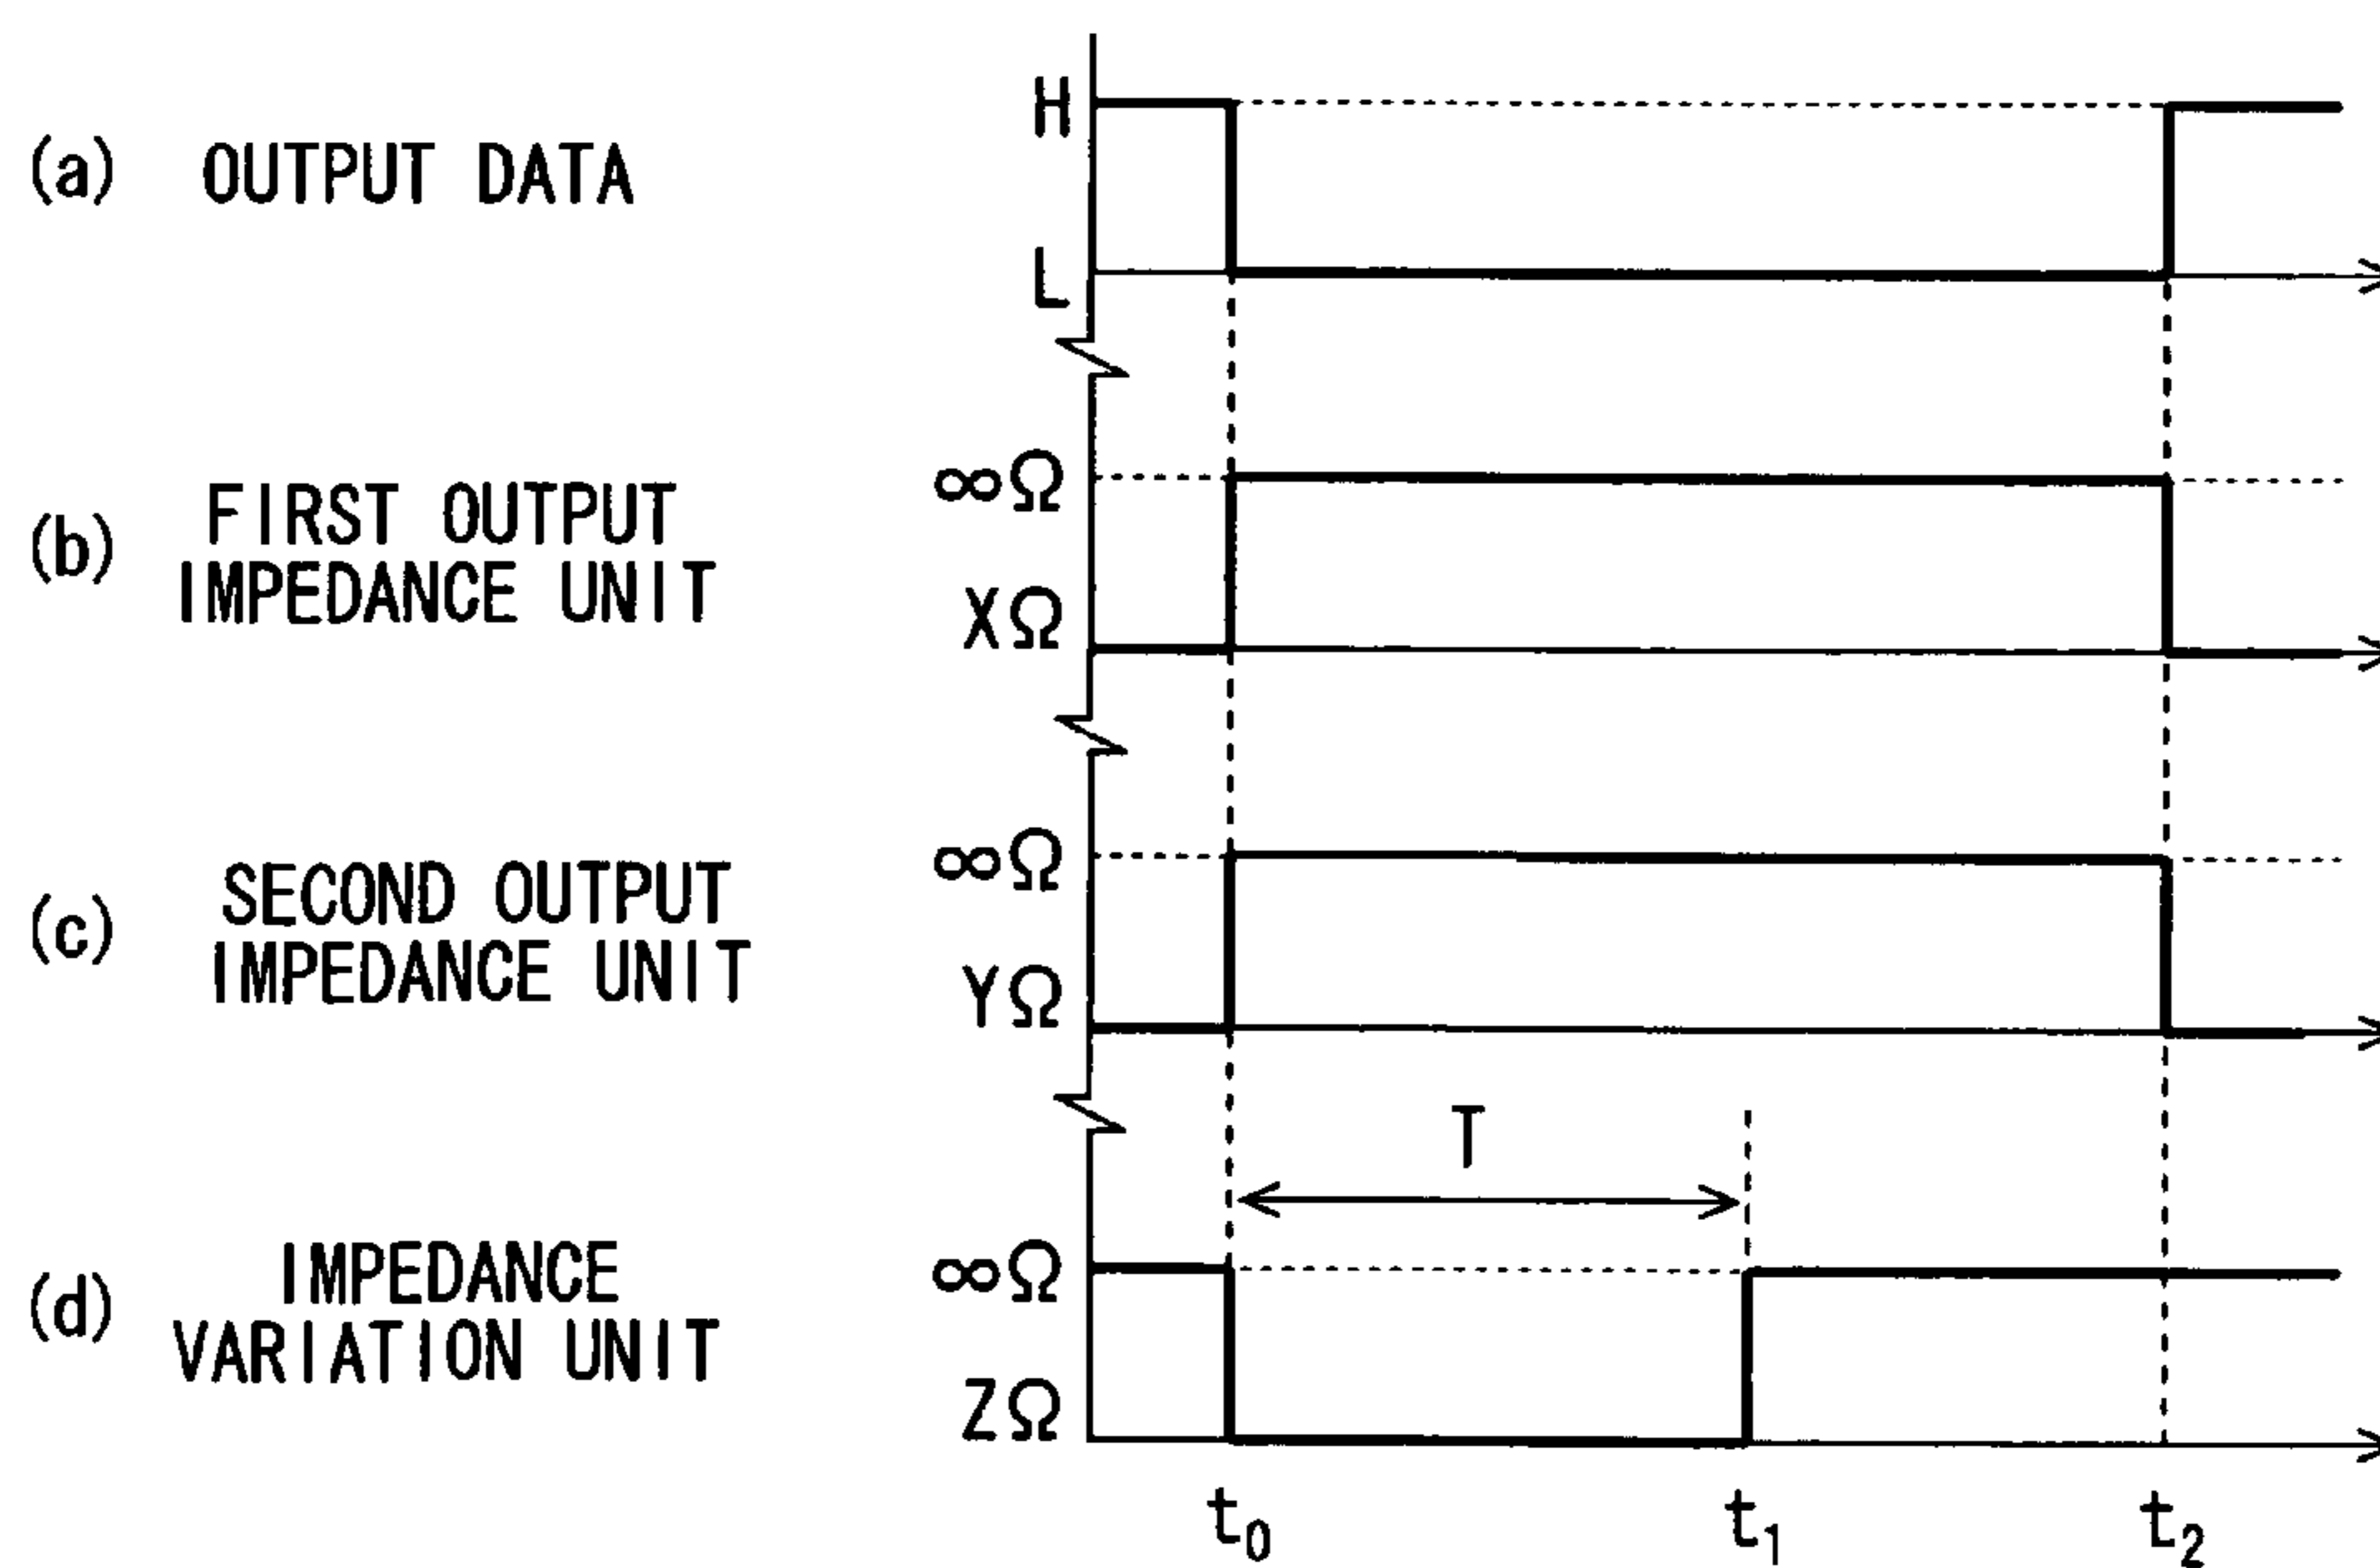 (a) OUTPUT DATA
H
L
(b) FIRST OUTPUT
IMPEDANCE UNIT
∞Ω
XΩ
(c) SECOND OUTPUT
IMPEDANCE UNIT
∞Ω
YΩ
T
(d) IMPEDANCE
VARIATION UNIT
∞Ω
ZΩ
t₀ t₁ t₂